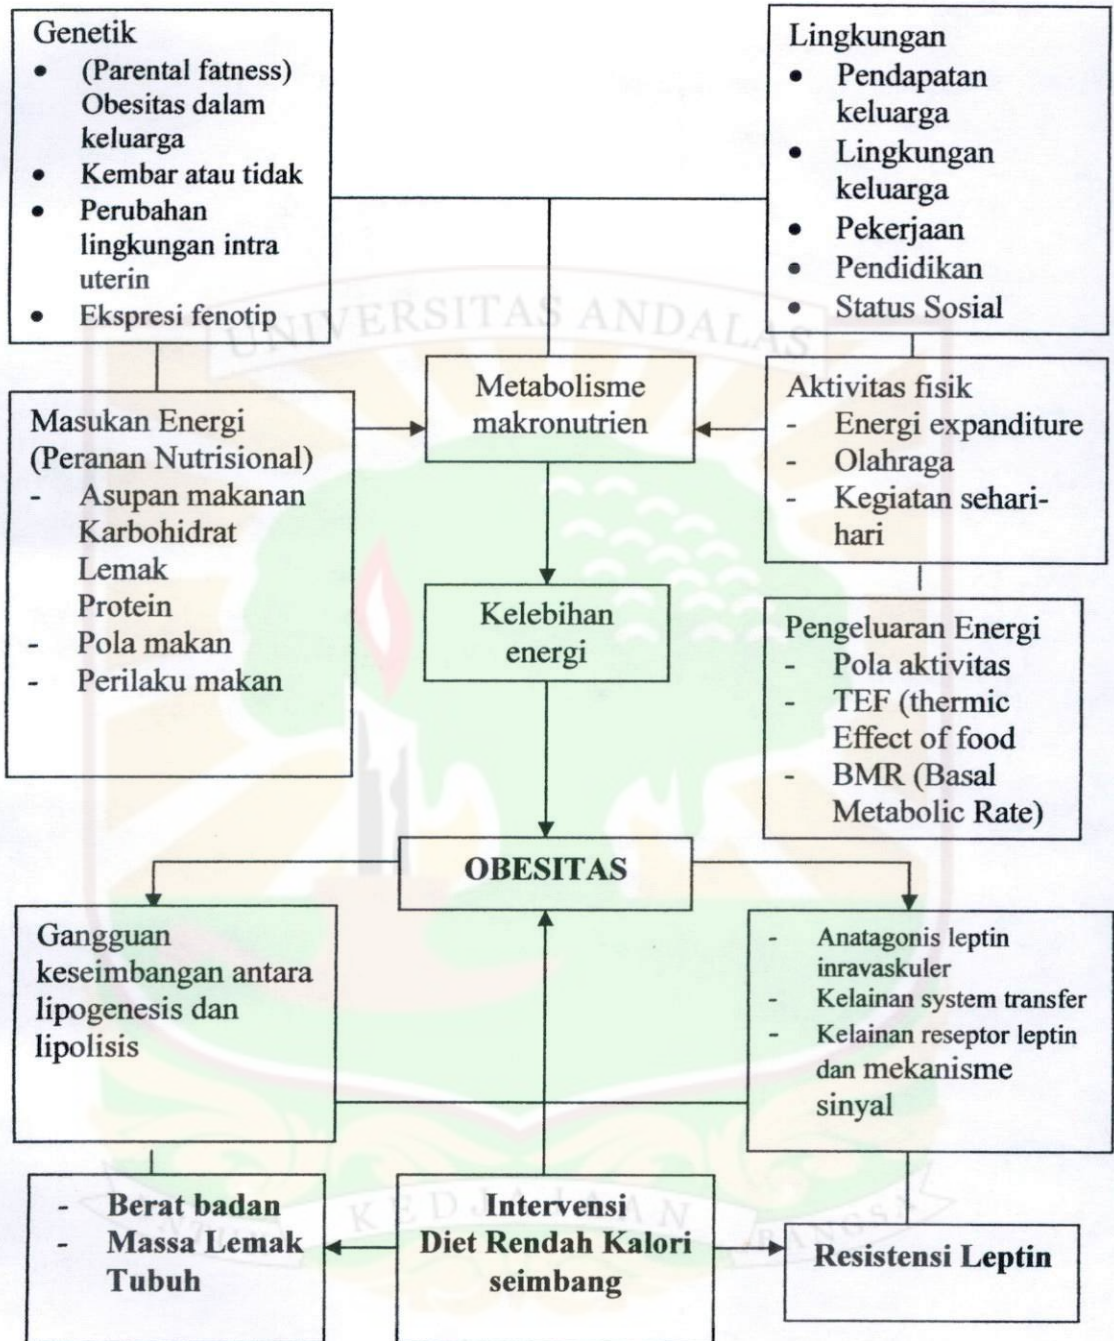 Genetik
• (Parental fatness)
Obesitas dalam
keluarga
• Kembar atau tidak
• Perubahan
lingkungan intra
uterin
• Ekspresi fenotip
Lingkungan
• Pendapatan
keluarga
• Lingkungan
keluarga
• Pekerjaan
• Pendidikan
• Status Sosial
UNIVERSITAS ANDALAS
Masukan Energi
(Peranan Nutrisional)
- Asupan makanan
Karbohidrat
Lemak
Protein
- Pola makan
- Perilaku makan
Metabolisme
makronutrien
Aktivitas fisik
- Energi expanditure
- Olahraga
- Kegiatan sehari-
hari
Kelebihan
energi
Pengeluaran Energi
- Pola aktivitas
- TEF (thermic
Effect of food
- BMR (Basal
Metabolic Rate)
OBESITAS
Gangguan
keseimbangan antara
lipogenesis dan
lipolisis
- Anatagonis leptin
inravaskuler
- Kelainan system transfer
- Kelainan reseptor leptin
dan mekanisme
sinyal
- Berat badan
- Massa Lemak
Tubuh
Intervensi
Diet Rendah Kalori
seimbang
Resistensi Leptin
KEDJAJAAN
BANGSA